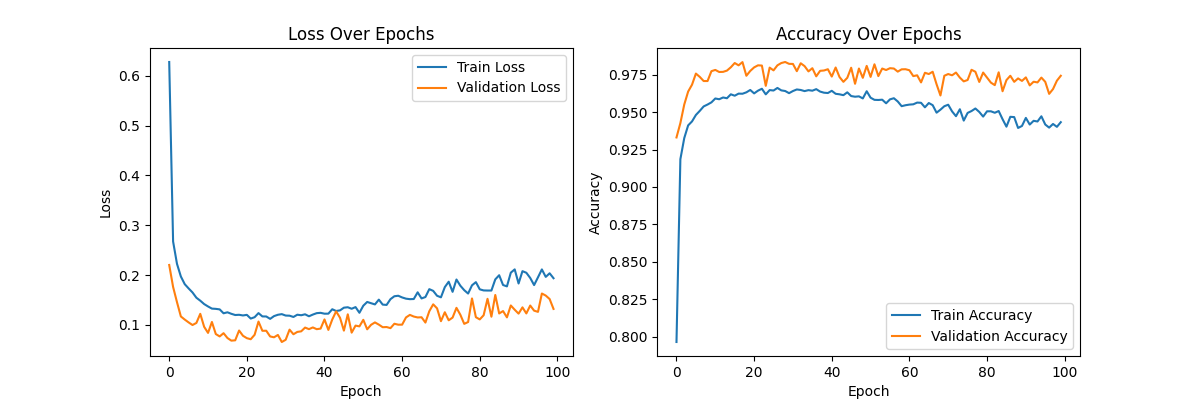 Loss Over Epochs
Train Loss
Validation Loss
0.6
0.5
0.4
0.3
0.2
0.1
Loss
0
20
40
60
80
100
Epoch
Accuracy Over Epochs
0.975
0.950
0.925
0.900
0.875
0.850
0.825
0.800
Accuracy
Train Accuracy
Validation Accuracy
0
20
40
60
80
100
Epoch